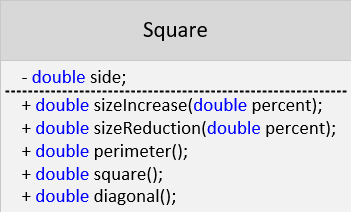 Square
- double side;
+ double sizeIncrease(double percent);
+ double sizeReduction(double percent);
+ double perimeter();
+ double square();
+ double diagonal();